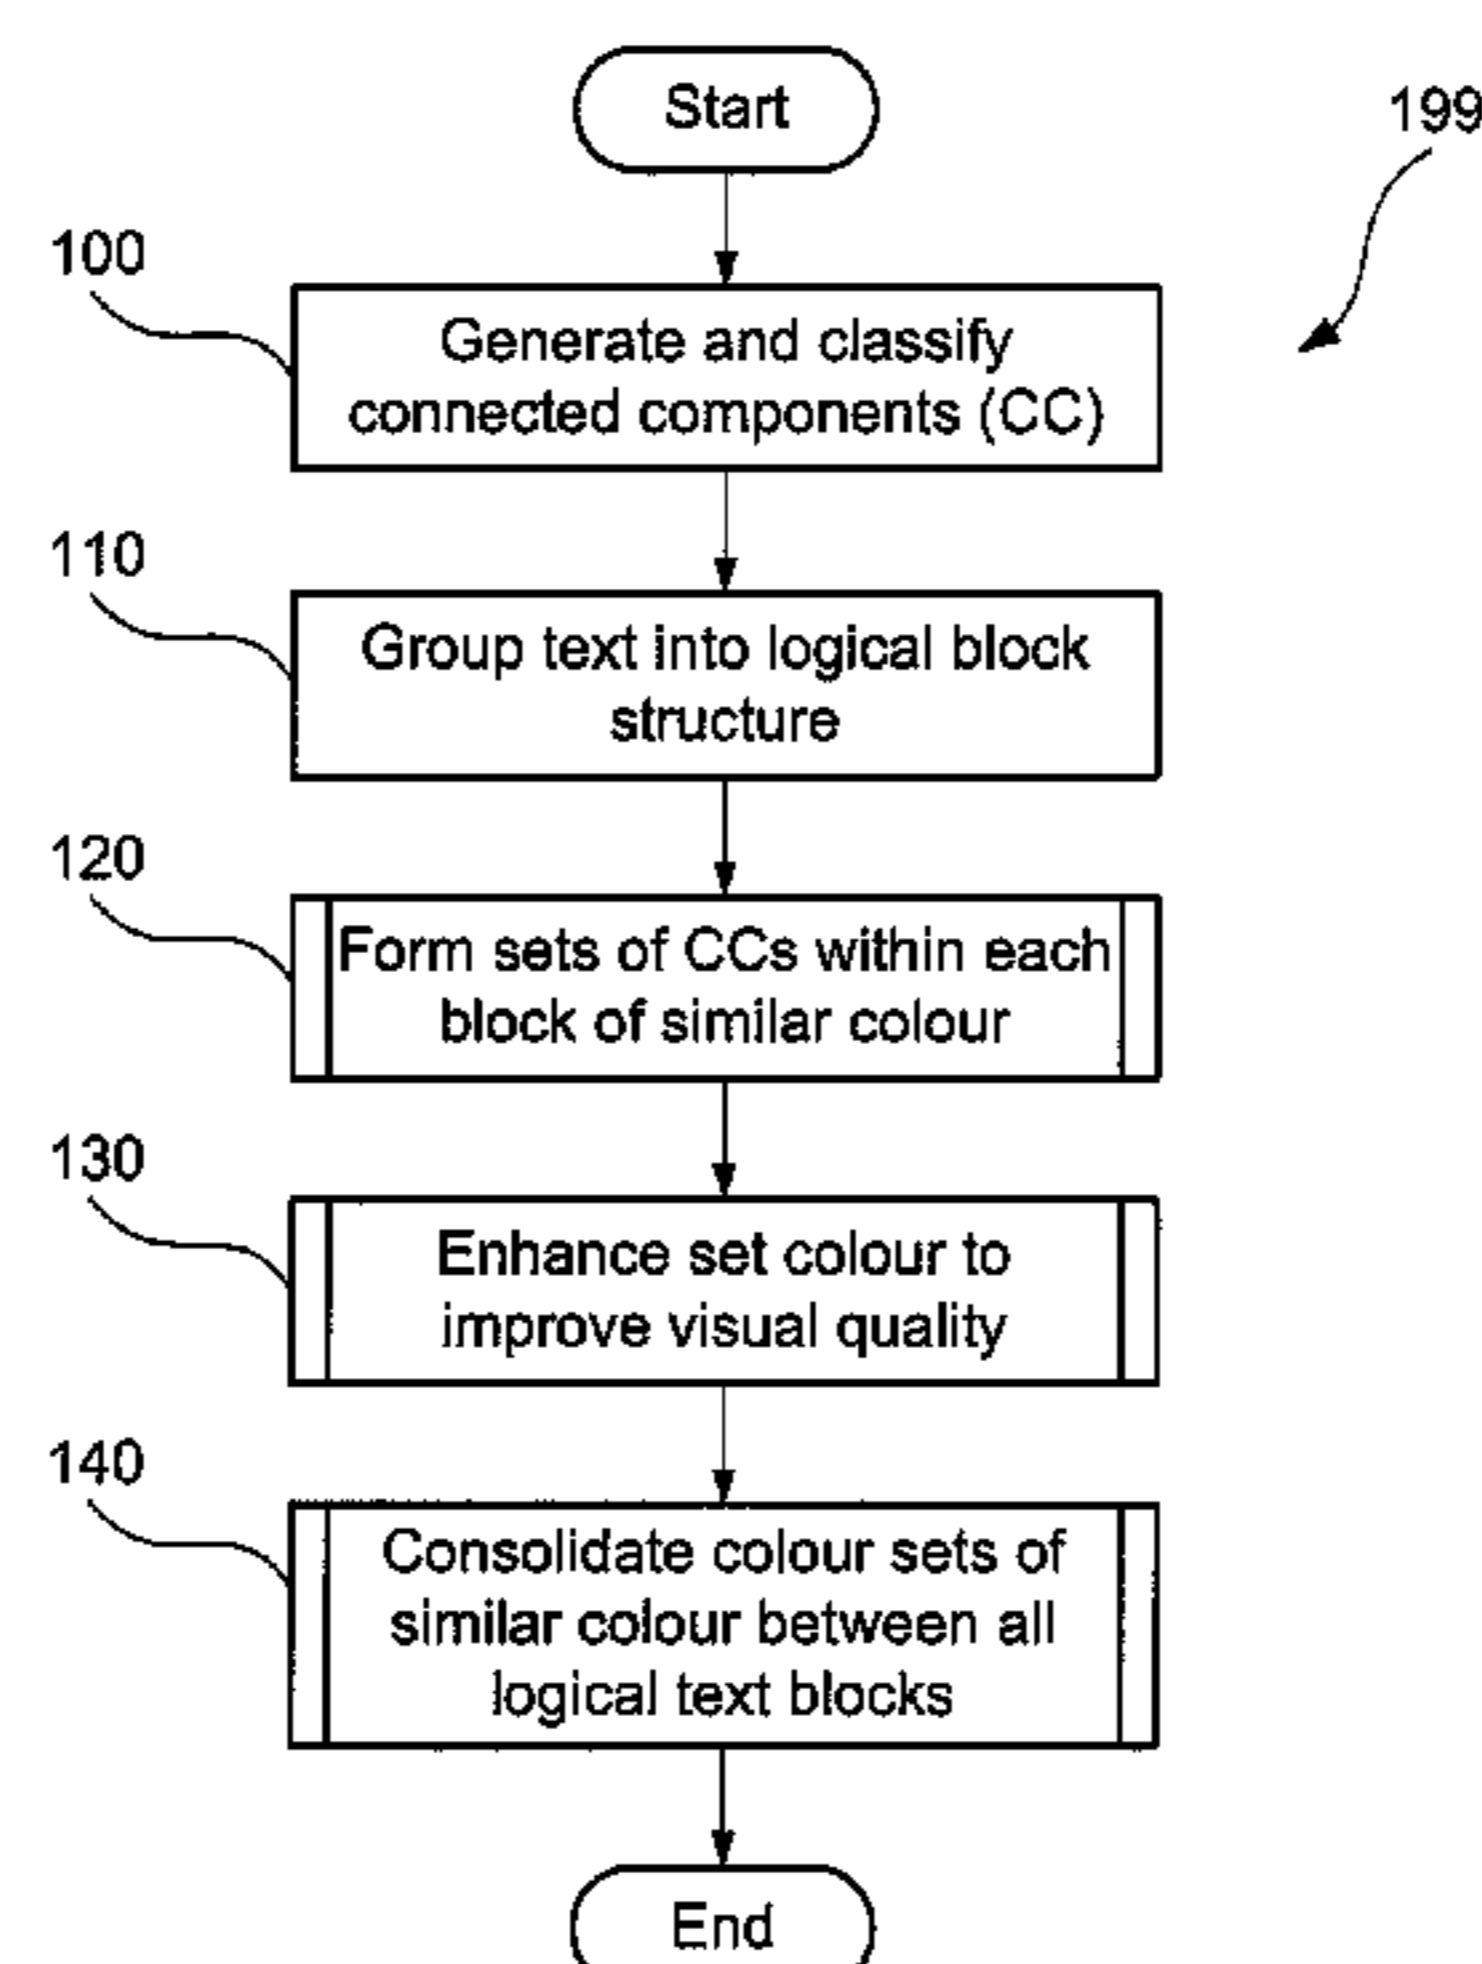 Start
199
100
Generate and classify
connected components (CC)
110
Group text into logical block
structure
120
Form sets of CCs within each
block of similar colour
130
Enhance set colour to
improve visual quality
140
Consolidate colour sets of
similar colour between all
logical text blocks
End